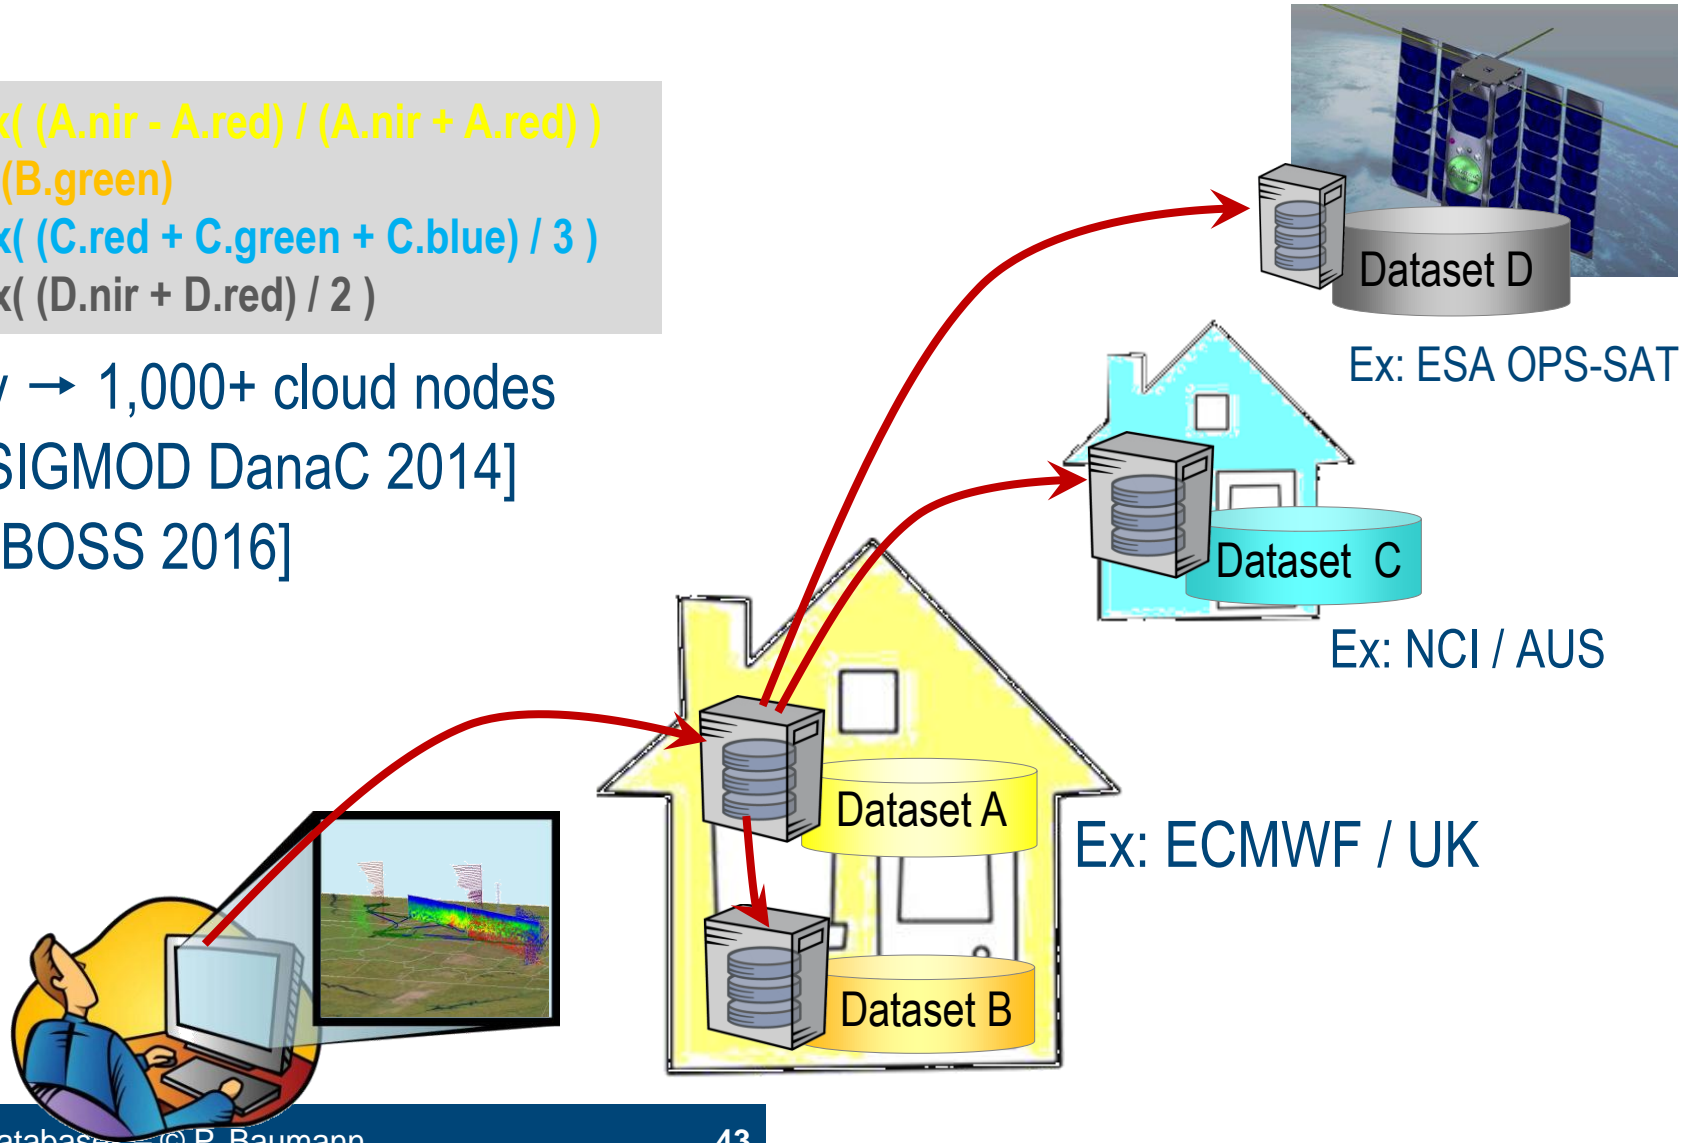 x( (A.nir - A.red) / (A.nir + A.red) )
(B.green)
x( (C.red + C.green + C.blue) / 3 )
x( (D.nir + D.red) / 2 )
→ 1,000+ cloud nodes
SIGMOD DanaC 2014]
BOSS 2016]
Dataset D
Ex: ESA OPS-SAT
Dataset C
Ex: NCI / AUS
Dataset A
Ex: ECMWF / UK
Dataset B
© P. Baumann
43